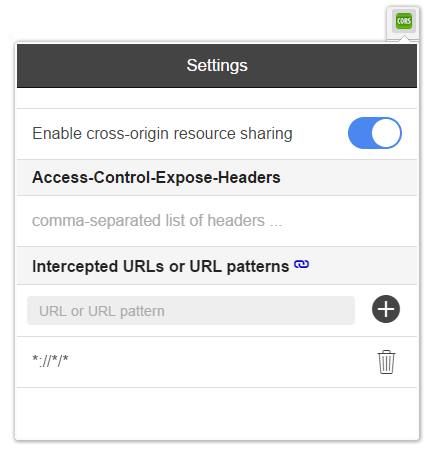 CORS
Settings
Enable cross-origin resource sharing
Access-Control-Expose-Headers
comma-separated list of headers ...
Intercepted URLs or URL patterns
URL or URL pattern
*://*/*